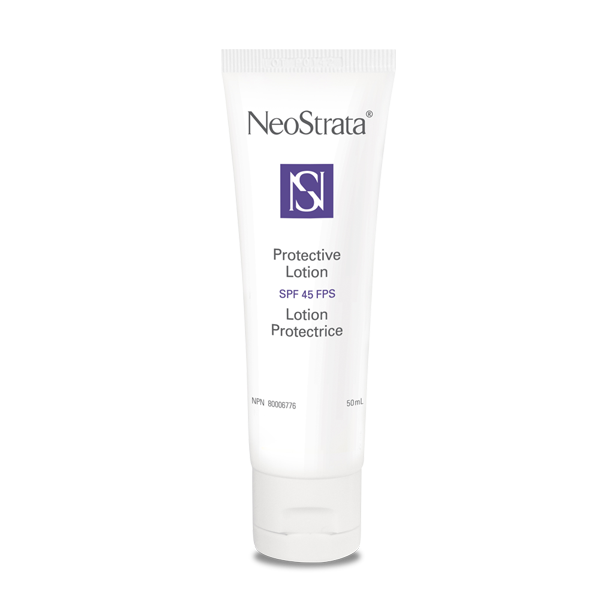 NeoStrata®
NS
Protective
Lotion
SPF 45 FPS
Lotion
Protectrice
NPN 80006776 50mL